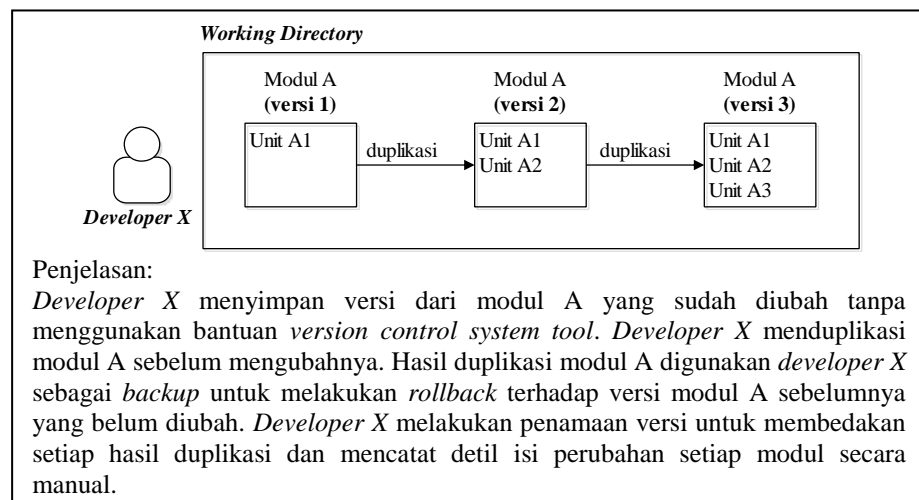 Working Directory
Modul A
(versi 1)
Modul A
(versi 2)
Modul A
(versi 3)
Unit A1
duplikasi
Unit A1
Unit A2
duplikasi
Unit A1
Unit A2
Unit A3
Developer X
Penjelasan:
Developer X menyimpan versi dari modul A yang sudah diubah tanpa
menggunakan bantuan version control system tool. Developer X menduplikasi
modul A sebelum mengubahnya. Hasil duplikasi modul A digunakan developer X
sebagai backup untuk melakukan rollback terhadap versi modul A sebelumnya
yang belum diubah. Developer X melakukan penamaan versi untuk membedakan
setiap hasil duplikasi dan mencatat detil isi perubahan setiap modul secara
manual.